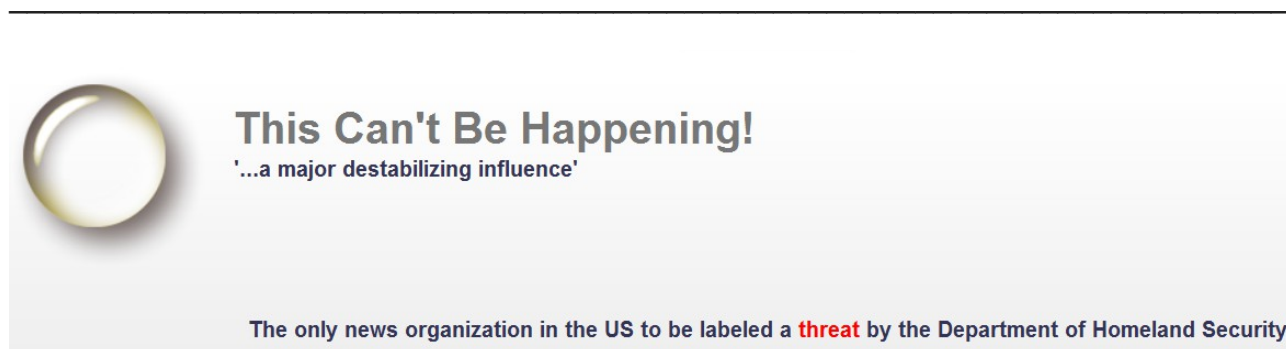 This Can't Be Happening!
'...a major destabilizing influence'
The only news organization in the US to be labeled a threat by the Department of Homeland Security